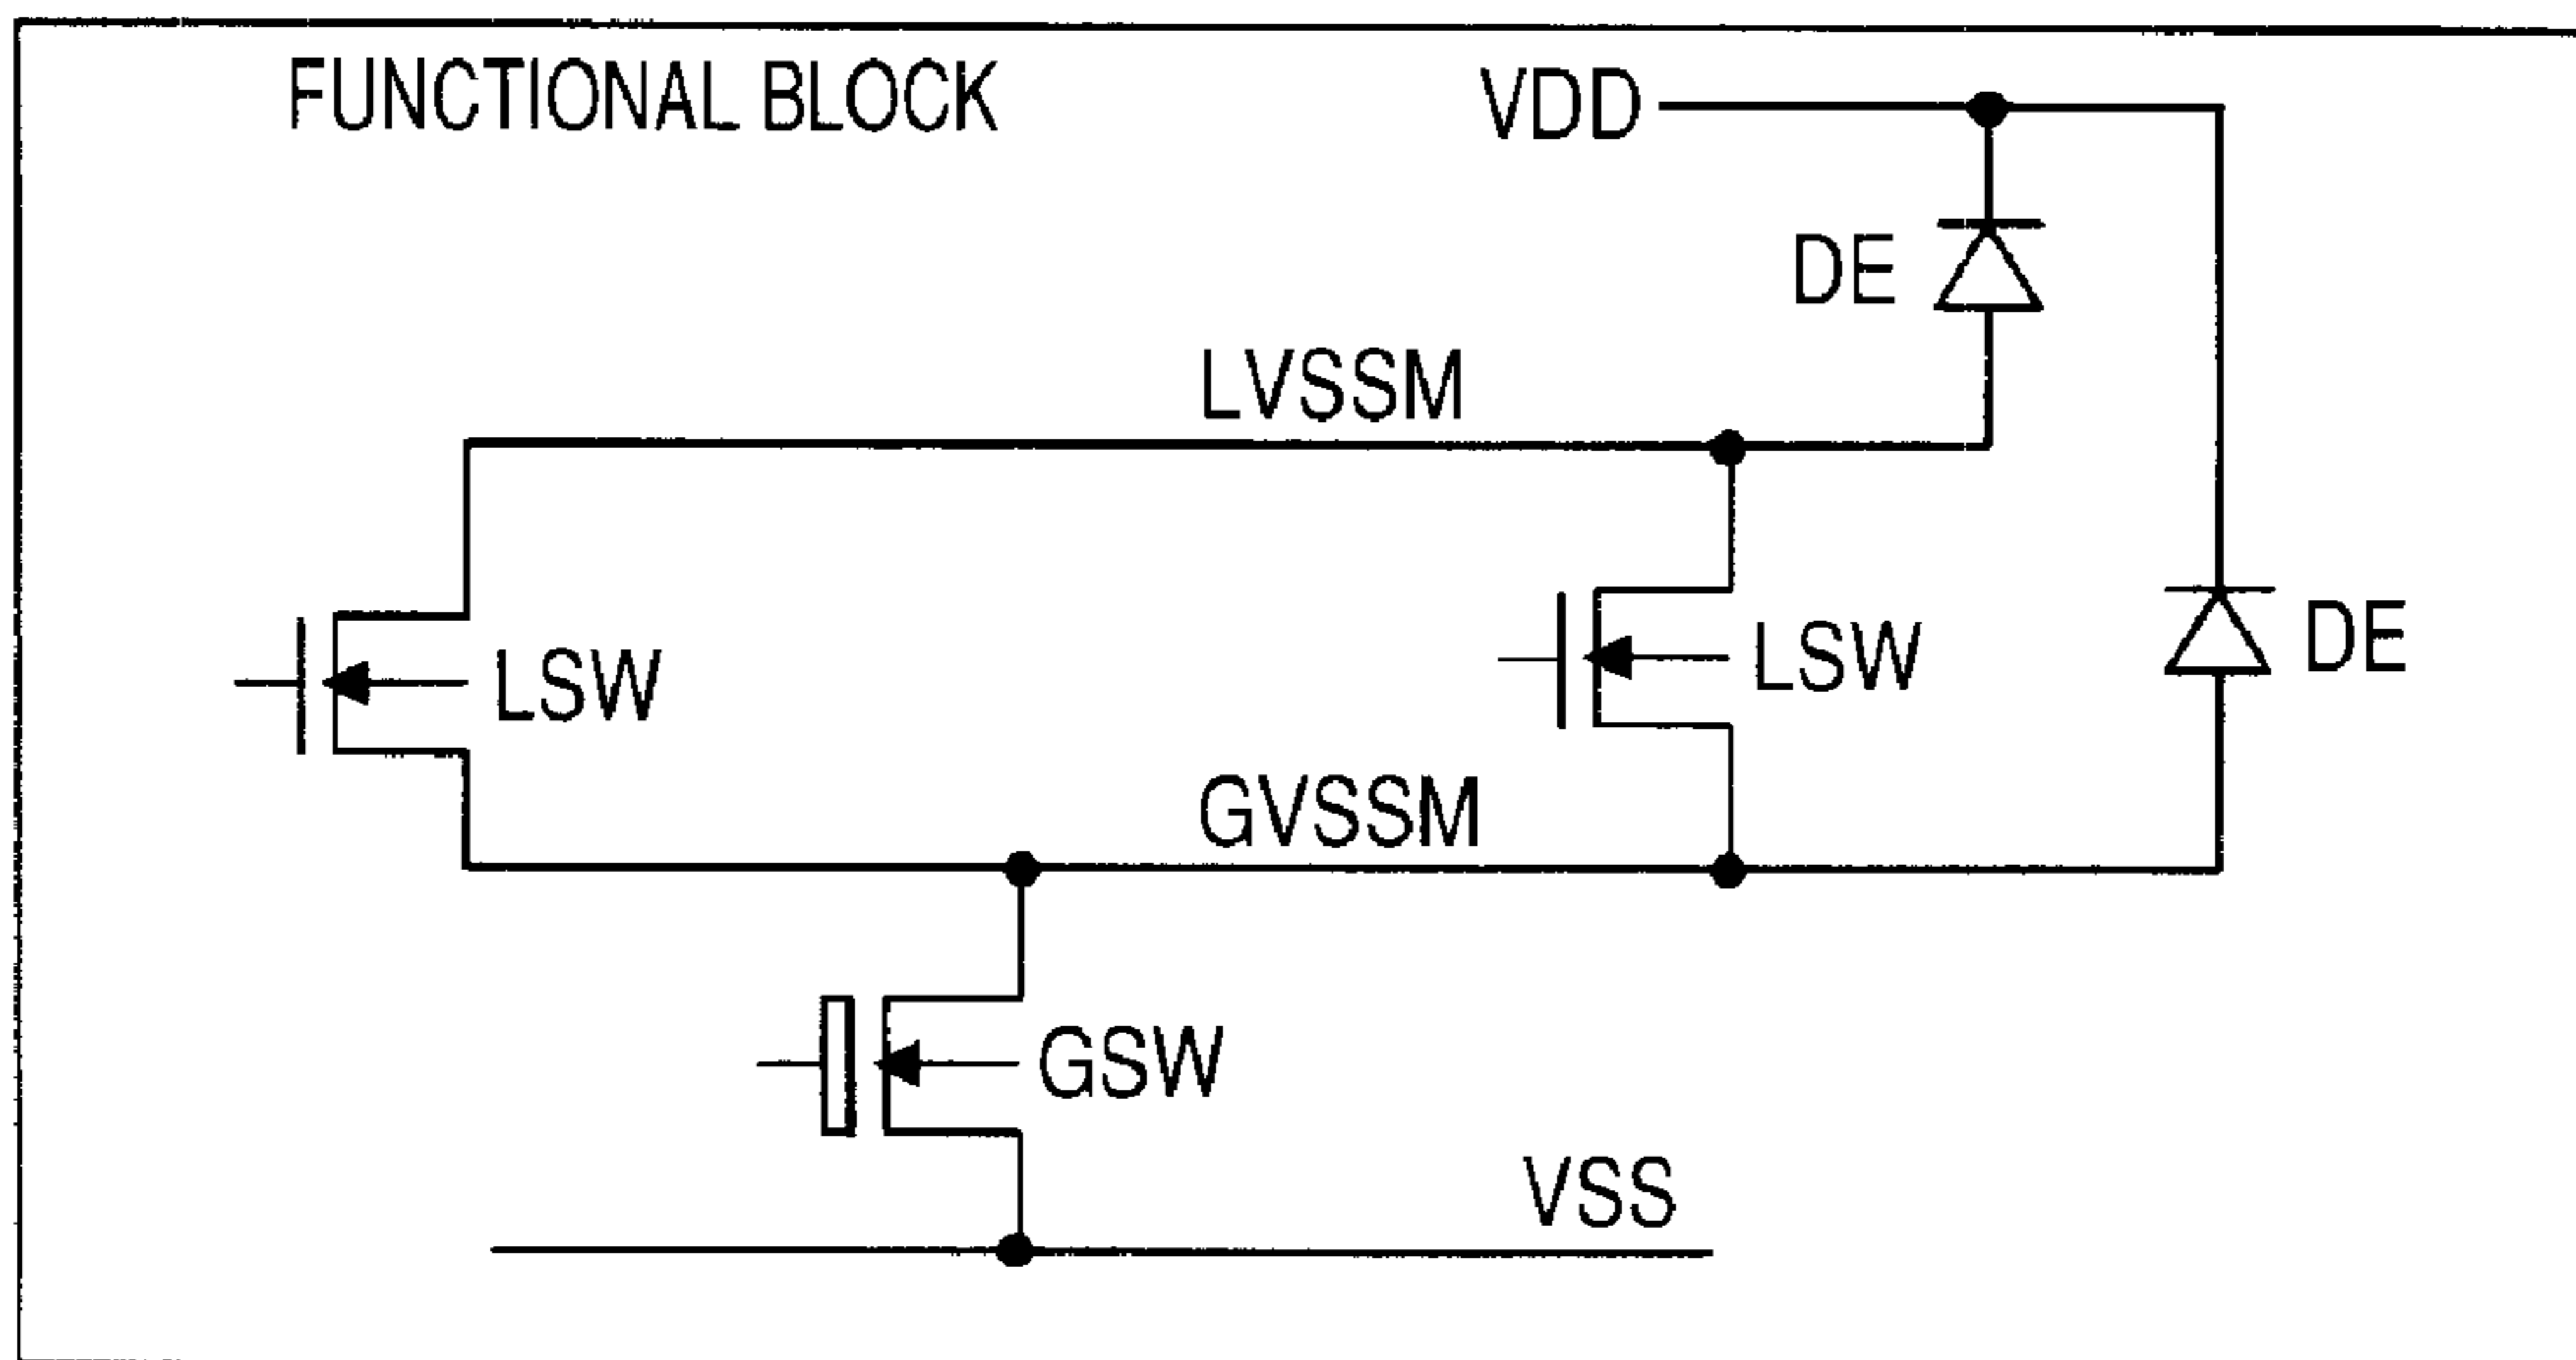 FUNCTIONAL BLOCK
VDD
DE
LVSSM
LSW
LSW
DE
GVSSM
GSW
VSS